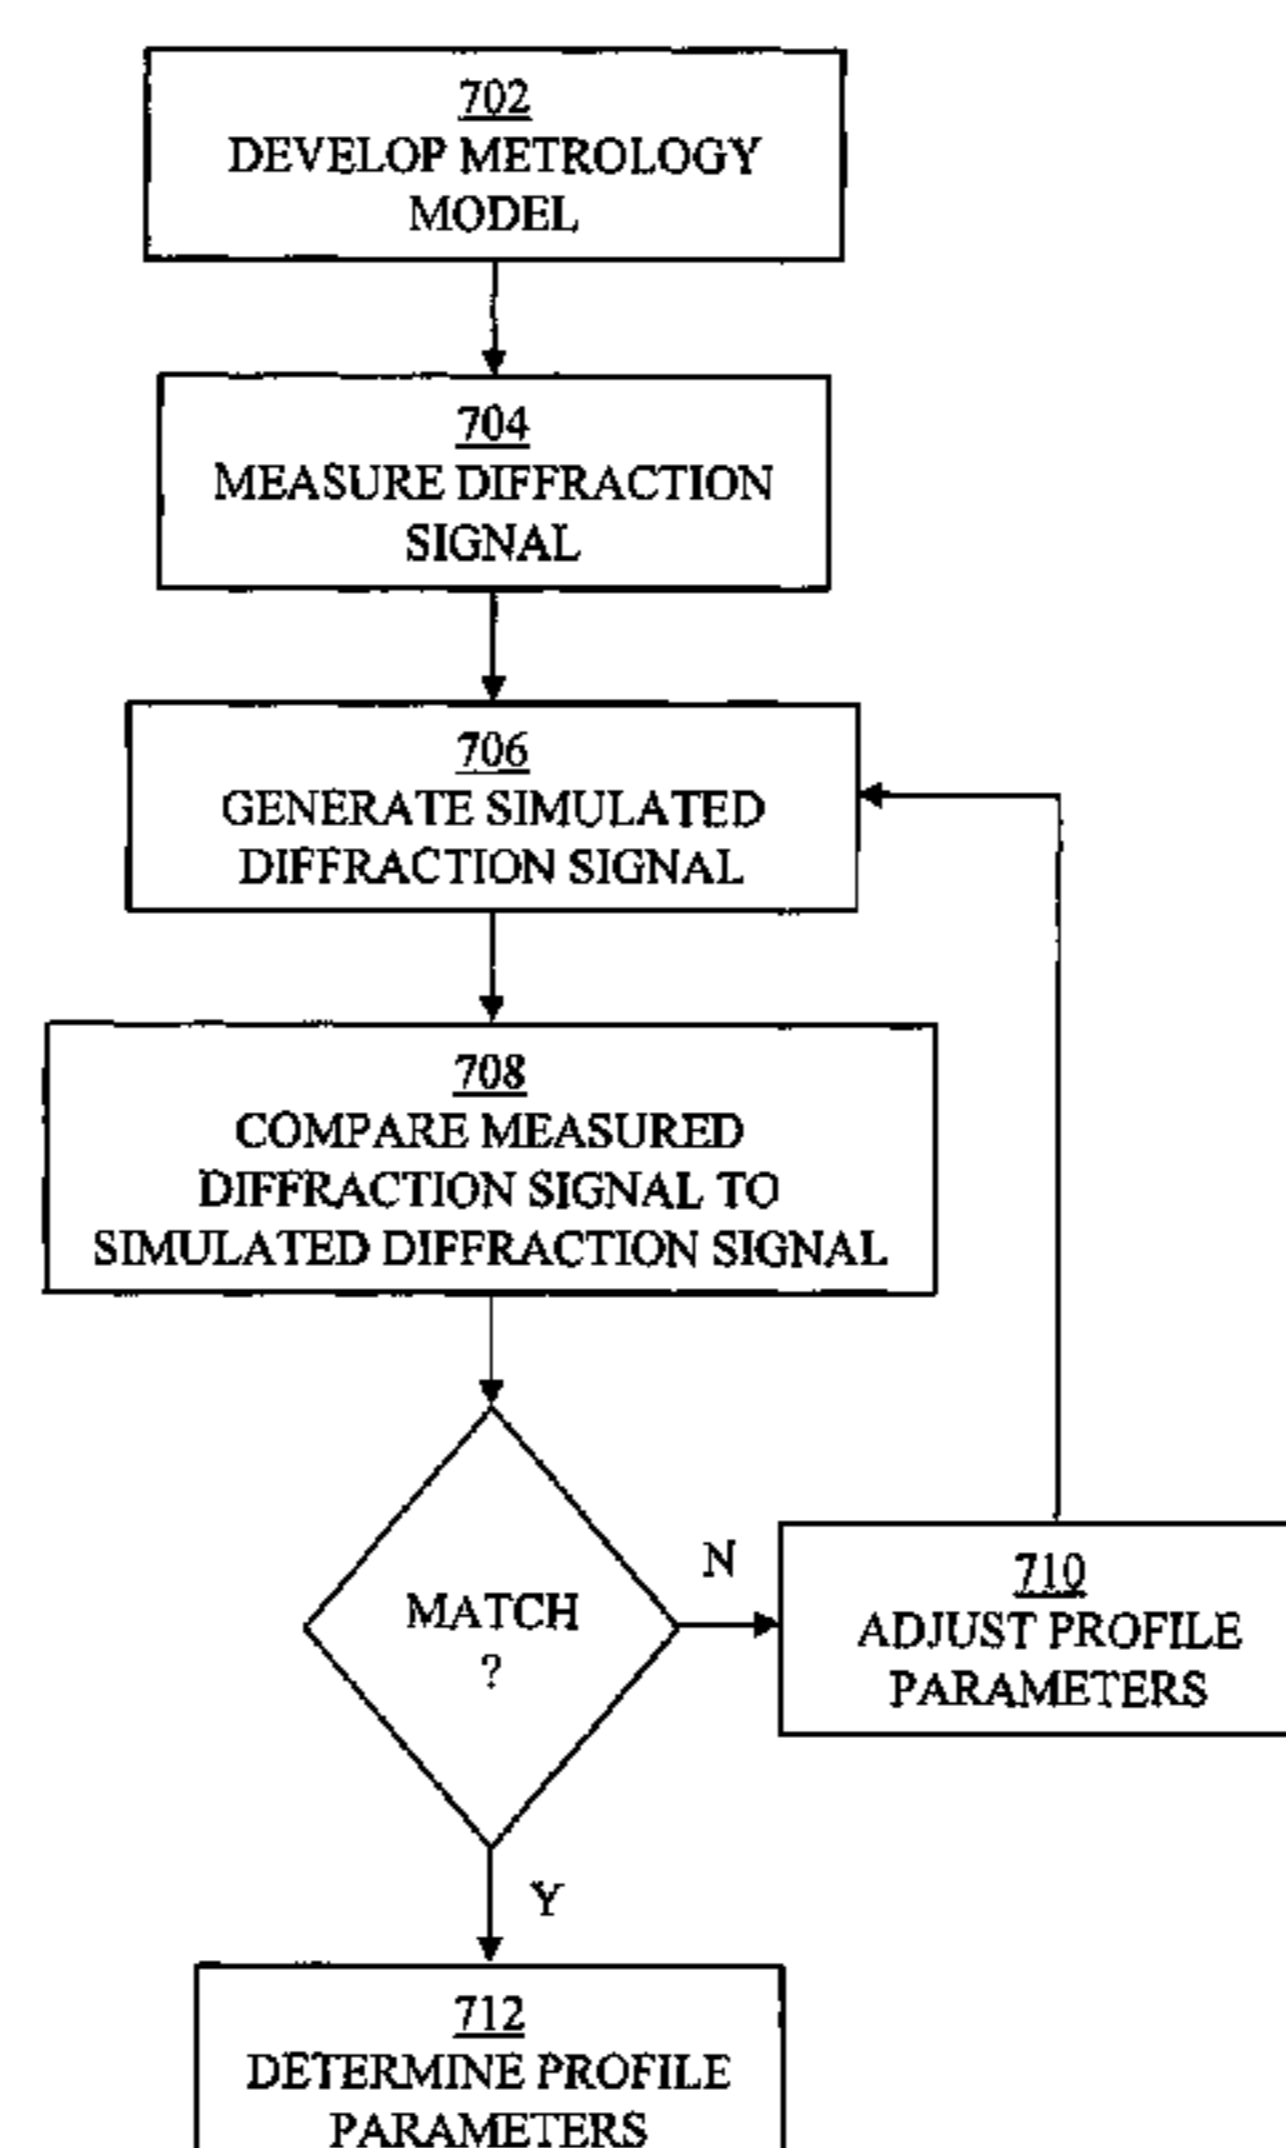 702
DEVELOP METROLOGY
MODEL
704
MEASURE DIFFRACTION
SIGNAL
706
GENERATE SIMULATED
DIFFRACTION SIGNAL
708
COMPARE MEASURED
DIFFRACTION SIGNAL TO
SIMULATED DIFFRACTION SIGNAL
MATCH
?
N
710
ADJUST PROFILE
PARAMETERS
Y
712
DETERMINE PROFILE
PARAMETERS